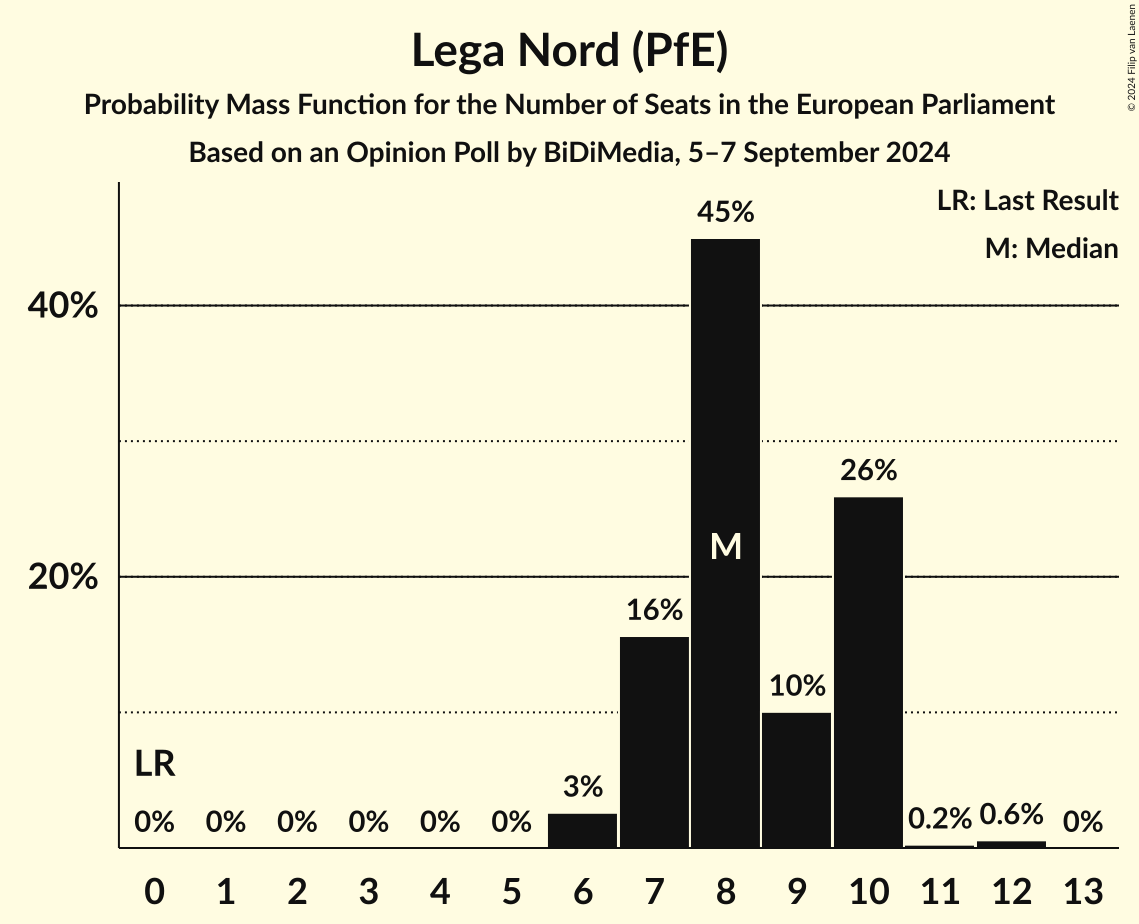 Lega Nord (PfE)
Probability Mass Function for the Number of Seats in the European Parliament
Based on an Opinion Poll by BiDiMedia, 5–7 September 2024
© 2024 Filip van Laenen
LR: Last Result
M: Median
45%
40%
26%
M
20%
16%
10%
LR
3%
0% 0% 0% 0% 0% 0% 0.2% 0.6% 0%
0 1 2 3 4 5 6 7 8 9 10 11 12 13